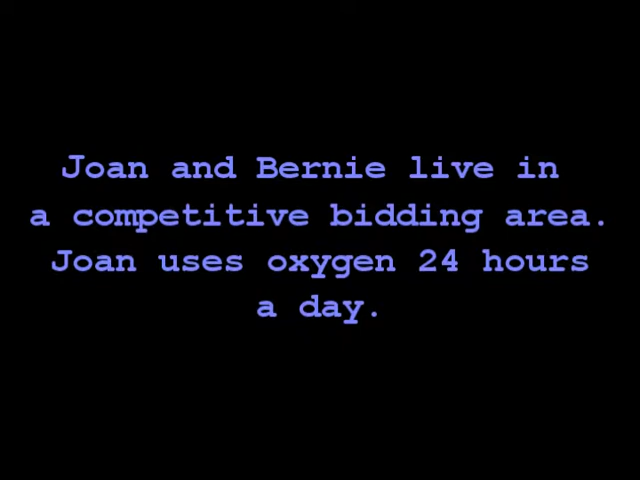 Joan and Bernie live in
a competitive bidding area.
Joan uses oxygen 24 hours
a day.